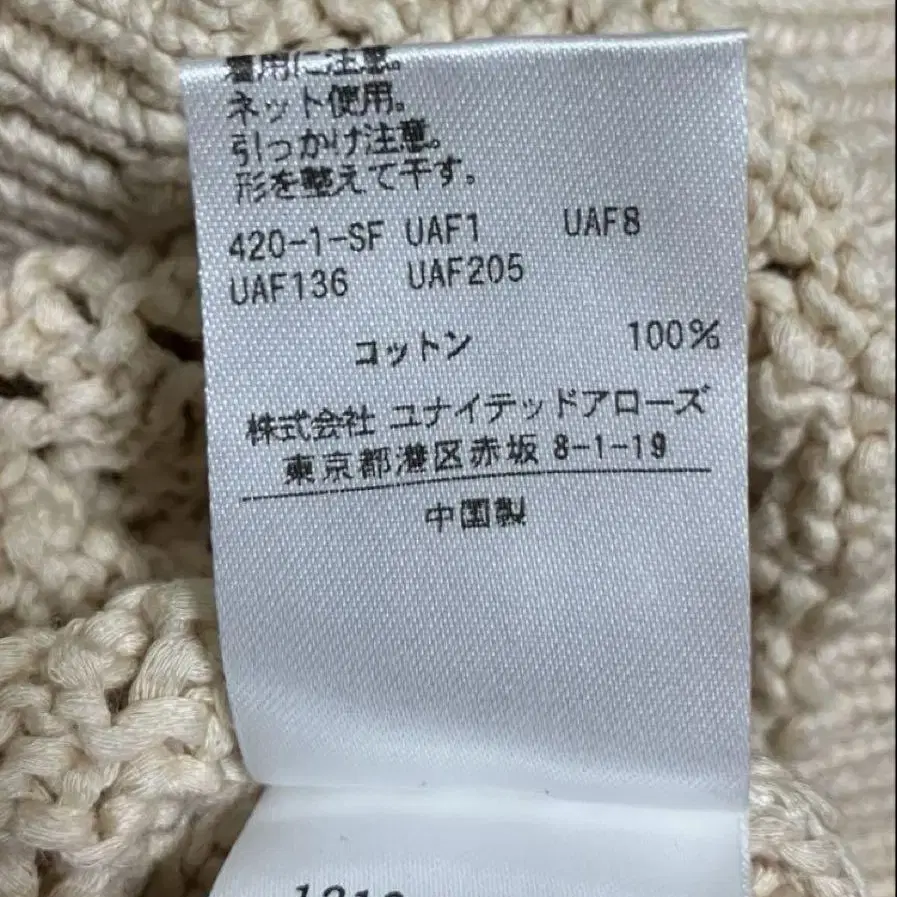 着用に注意。
ネット使用。
引っかけ注意。
形を整えて干す。
420-1-SF UAF1 UAF8
UAF136 UAF205
コットン 100%
株式会社 ユナイテッドアローズ
東京都港区赤坂 8-1-19
中国製